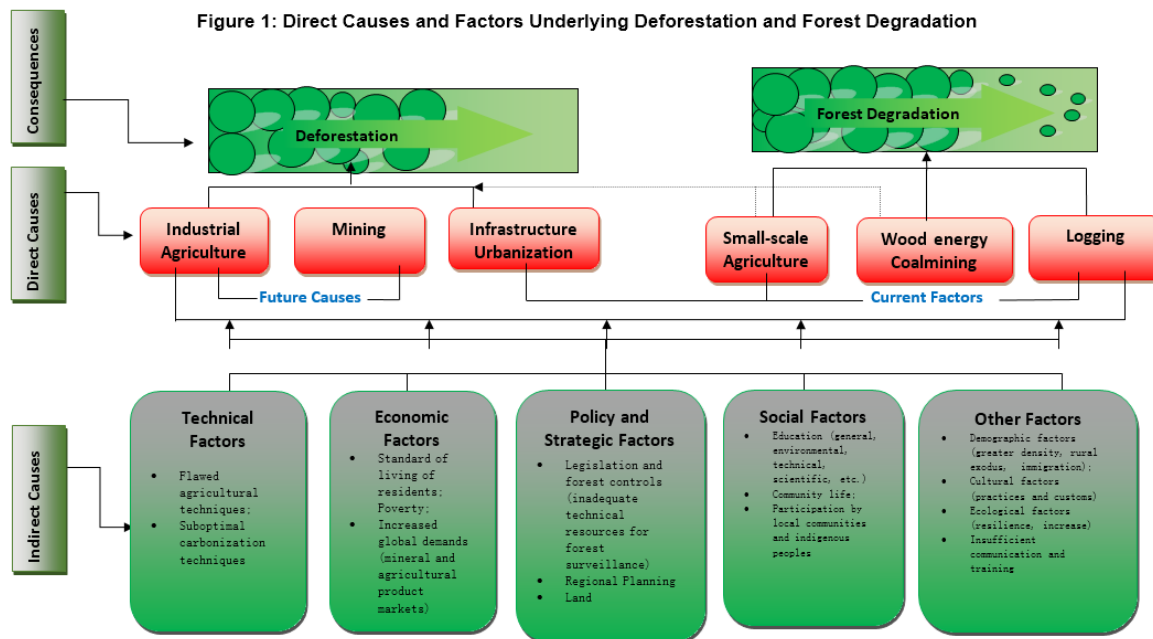 Figure 1: Direct Causes and Factors Underlying Deforestation and Forest Degradation
Consequences
Deforestation
Forest Degradation
Direct Causes
Industrial
Agriculture
Mining
Infrastructure
Urbanization
Small-scale
Agriculture
Wood energy
Coalmining
Logging
Future Causes
Current Factors
Indirect Causes
Technical
Factors
• Flawed
agricultural
techniques;
• Suboptimal
carbonization
techniques
Economic
Factors
• Standard of
living of
residents;
Poverty;
• Increased
global demands
(mineral and
agricultural
product
markets)
Policy and
Strategic Factors
• Legislation and
forest controls
(inadequate
technical
resources for
forest
surveillance)
• Regional Planning
• Land
Social Factors
• Education (general,
environmental,
technical,
scientific, etc.)
• Community life;
• Participation by
local communities
and indigenous
peoples
Other Factors
• Demographic factors
(greater density, rural
exodus, immigration);
• Cultural factors
(practices and customs)
• Ecological factors
(resilience, increase)
• Insufficient
communication and
training